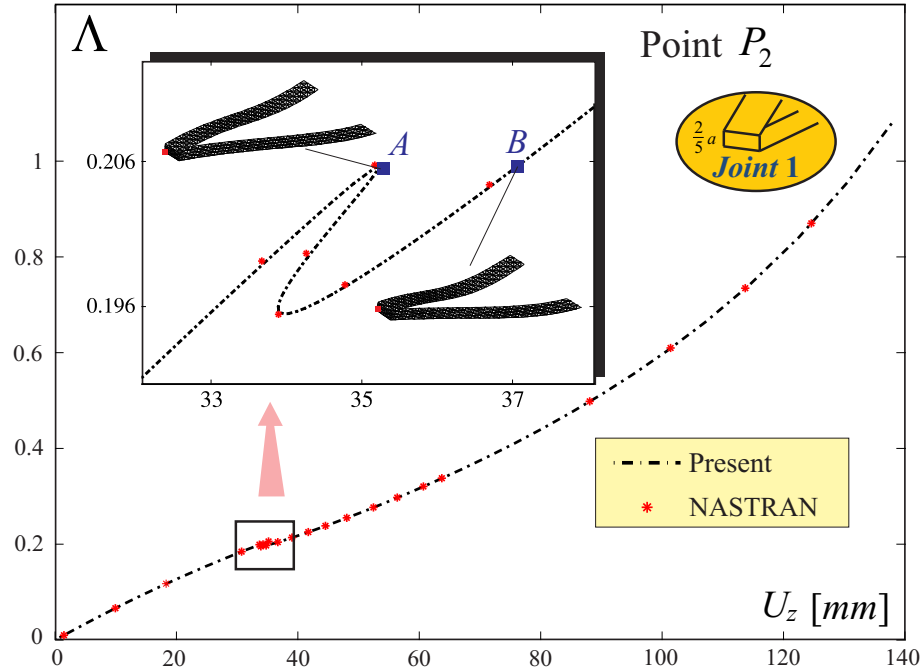 Λ
Point P₂
2/5 a
Joint 1
A
B
0.206
0.196
33
35
37
1
0.8
0.6
0.4
0.2
0
Present
NASTRAN
U_z [mm]
0
20
40
60
80
100
120
140